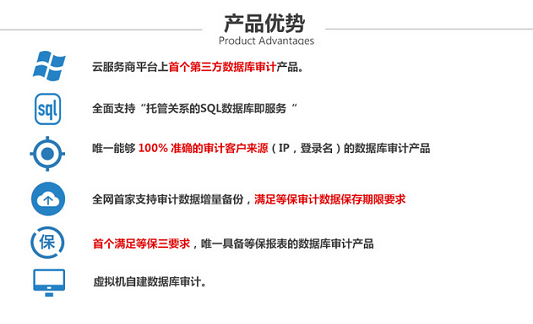 产品优势
Product Advantages
云服务商平台上首个第三方数据库审计产品。
sql
全面支持“托管关系的SQL数据库即服务 “
唯一能够 100% 准确的审计客户来源（IP，登录名）的数据库审计产品
全网首家支持审计数据增量备份，满足等保审计数据保存期限要求
保
首个满足等保三要求，唯一具备等保报表的数据库审计产品
虚拟机自建数据库审计。